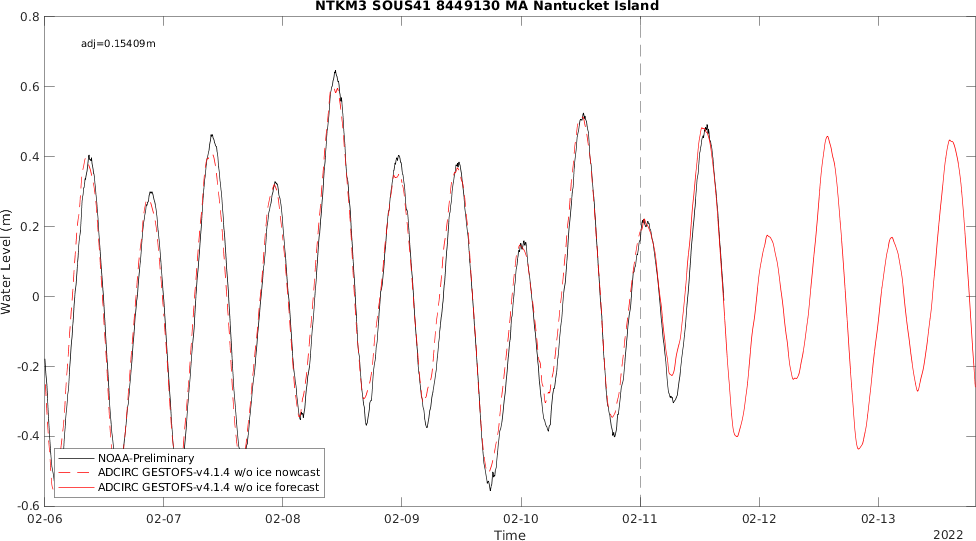 NTKM3 SOUS41 8449130 MA Nantucket Island
adj=0.15409m
0.8
0.6
0.4
0.2
0
-0.2
-0.4
-0.6
Water Level (m)
NOAA-Preliminary
ADCIRC GESTOFS-v4.1.4 w/o ice nowcast
ADCIRC GESTOFS-v4.1.4 w/o ice forecast
02-06 02-07 02-08 02-09 02-10 02-11 02-12 02-13
Time
2022